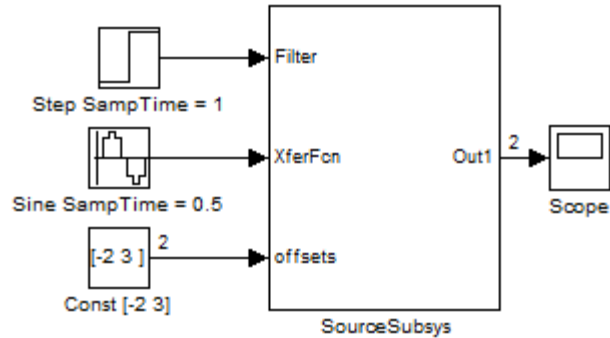 Filter
Step SampTime = 1
XferFcn
Out1
2
Sine SampTime = 0.5
Scope
[-2 3 ]
2
offsets
Const [-2 3]
SourceSubsys